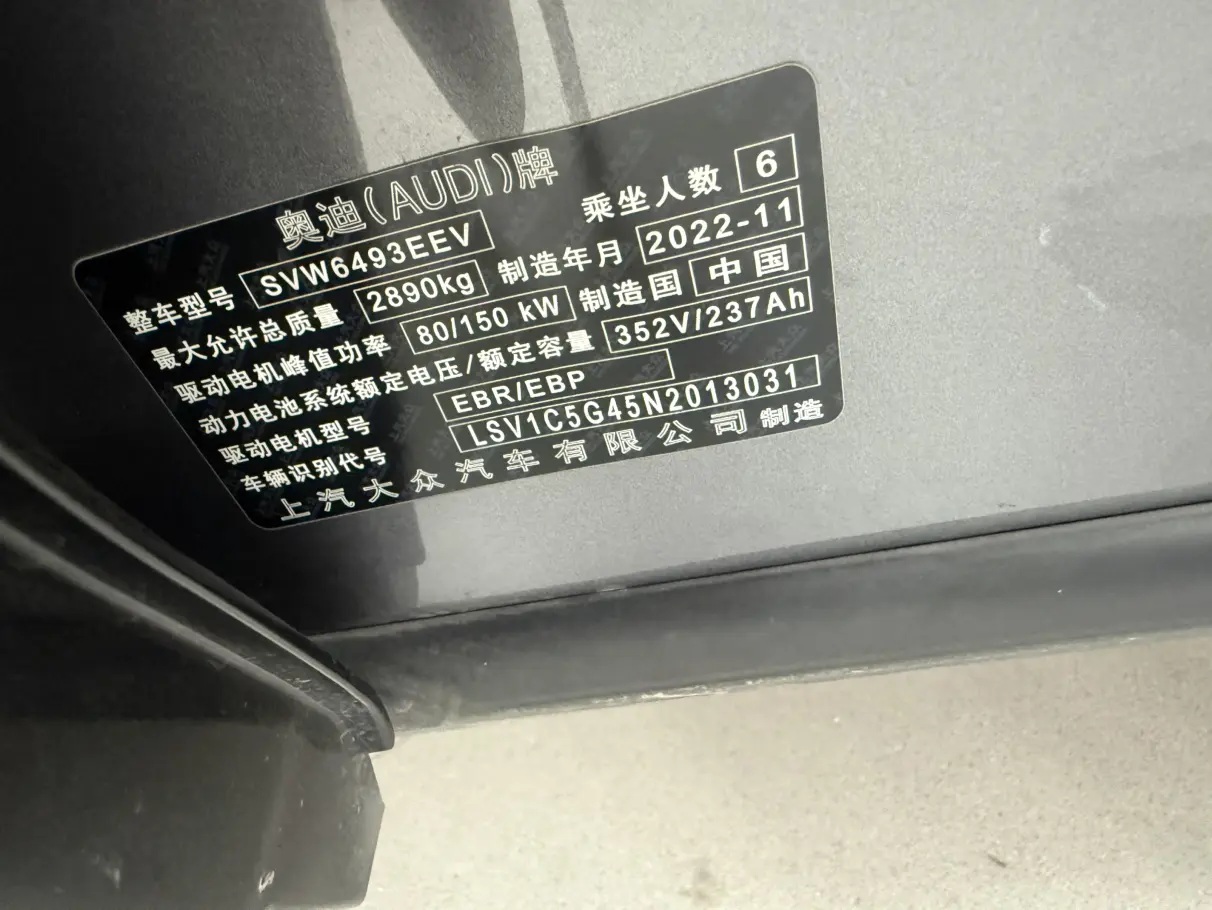 奥迪(AUDI)牌
整车型号 SVW6493EEV 乘坐人数 6
最大允许总质量 2890kg 制造年月 2022-11
驱动电机峰值功率 80/150 kW 制造国 中国
动力电池系统额定电压/额定容量 352V/237Ah
驱动电机型号 EBR/EBP
车辆识别代号 LSV1C5G45N2013031
上汽大众汽车有限公司制造